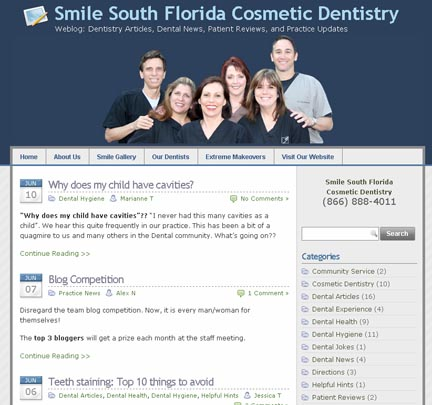 Smile South Florida Cosmetic Dentistry
Weblog: Dentistry Articles, Dental News, Patient Reviews, and Practice Updates
Home About Us Smile Gallery Our Dentists Extreme Makeovers Visit Our Website
JUN
10
Why does my child have cavities?
Dental Hygiene Marianne T No Comments »
"Why does my child have cavities"?? "I never had this many cavities as a
child". We hear this quite frequently in our practice. This has been a bit of a
quagmire to us and many others in the Dental community. What's going on??
Continue Reading >>
JUN
07
Blog Competition
Practice News Alex N 1 Comment »
Disregard the team blog competition. Now, it is every man/woman for
themselves!
The top 3 bloggers will get a prize each month at the staff meeting.
Continue Reading >>
JUN
06
Teeth staining: Top 10 things to avoid
Dental Articles, Dental Health, Dental Hygiene, Helpful Hints Jessica T
Smile South Florida
Cosmetic Dentistry
(866) 888-4011
Search
Categories
Community Service (2)
Cosmetic Dentistry (10)
Dental Articles (16)
Dental Experience (4)
Dental Health (9)
Dental Hygiene (11)
Dental Jokes (1)
Dental News (4)
Directions (3)
Helpful Hints (1)
Patient Reviews (2)